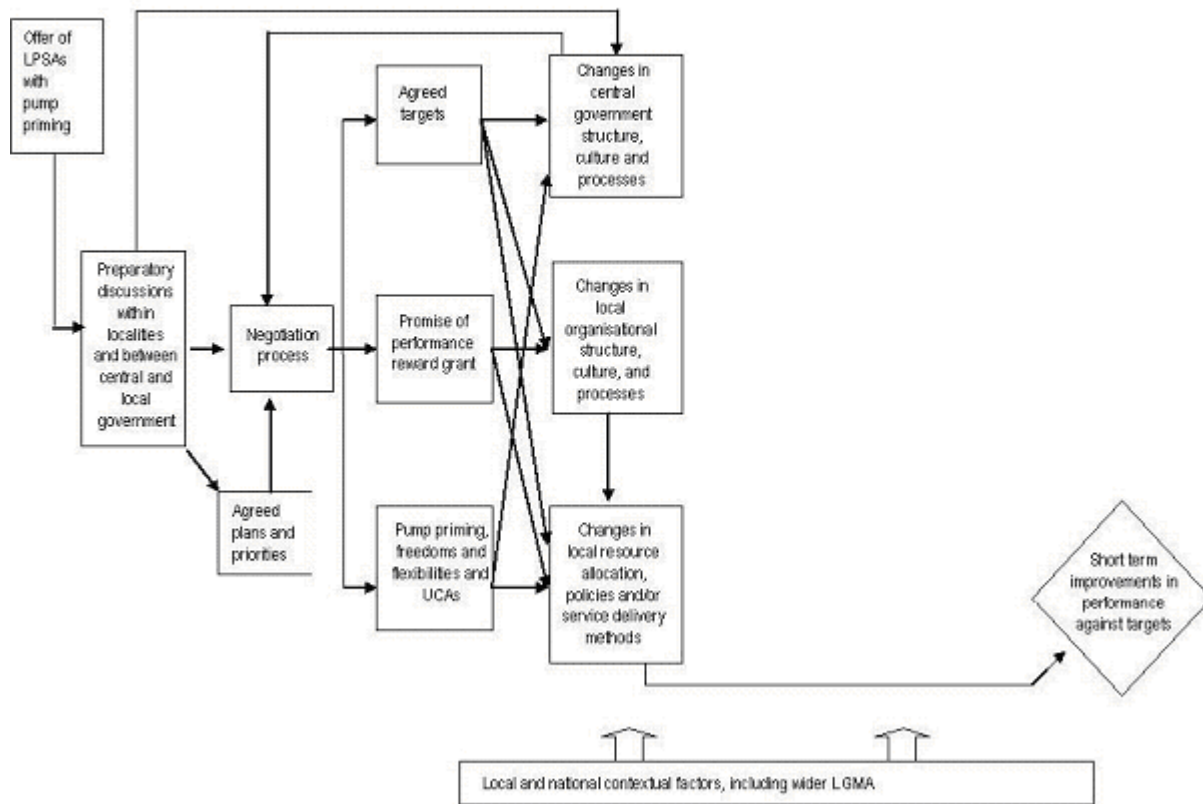 Offer of
LPSAs
with
pump
priming
Preparatory
discussions
within
localities
and between
central and
local
government
Agreed
plans and
priorities
Negotiation
process
Agreed
targets
Promise of
performance
reward grant
Pump priming,
freedoms and
flexibilities and
UCAs
Changes in
central
government
structure,
culture and
processes
Changes in
local
organisational
structure,
culture, and
processes
Changes in
local resource
allocation,
policies and/or
service delivery
methods
Short term
improvements in
performance
against targets
Local and national contextual factors, including wider LGMA